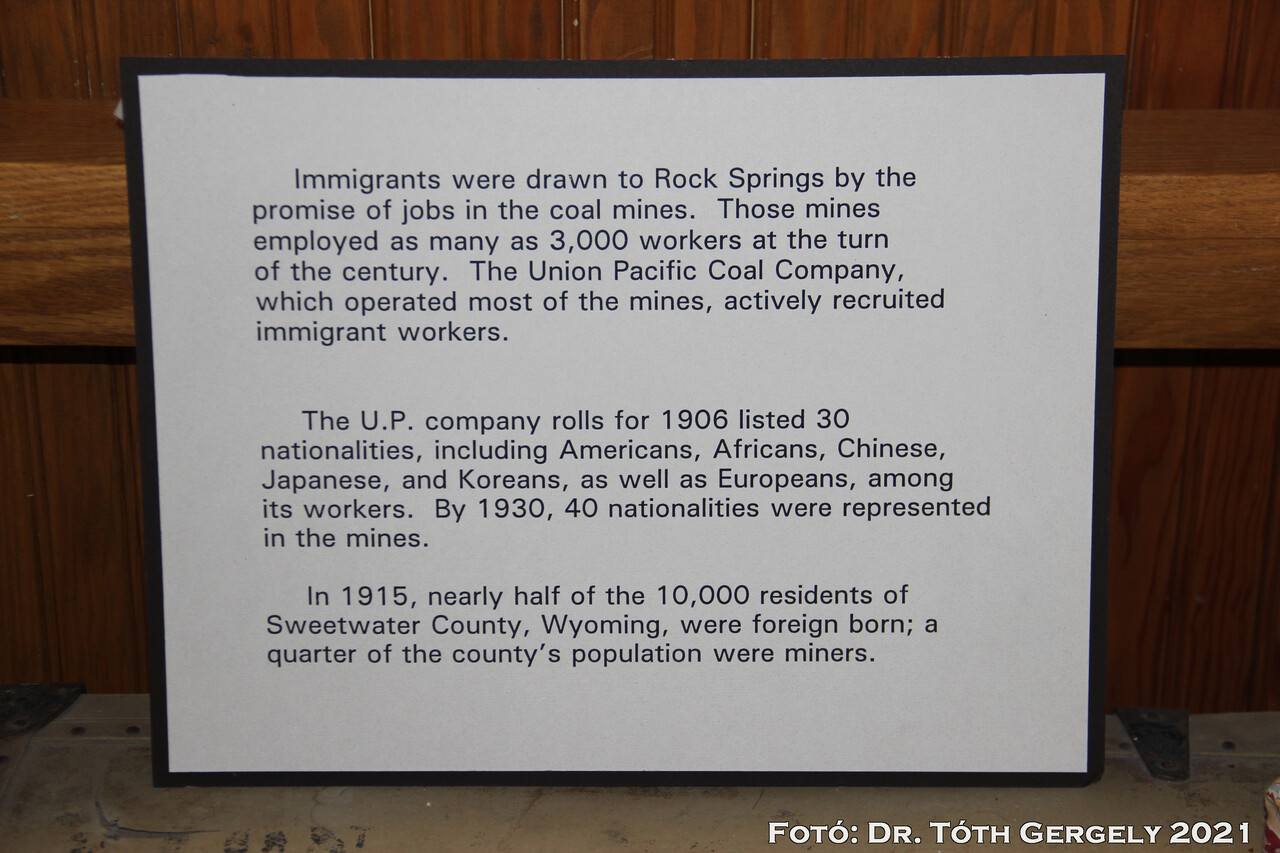 Immigrants were drawn to Rock Springs by the
promise of jobs in the coal mines. Those mines
employed as many as 3,000 workers at the turn
of the century. The Union Pacific Coal Company,
which operated most of the mines, actively recruited
immigrant workers.
The U.P. company rolls for 1906 listed 30
nationalities, including Americans, Africans, Chinese,
Japanese, and Koreans, as well as Europeans, among
its workers. By 1930, 40 nationalities were represented
in the mines.
In 1915, nearly half of the 10,000 residents of
Sweetwater County, Wyoming, were foreign born; a
quarter of the county's population were miners.
Fotó: Dr. Tóth Gergely 2021